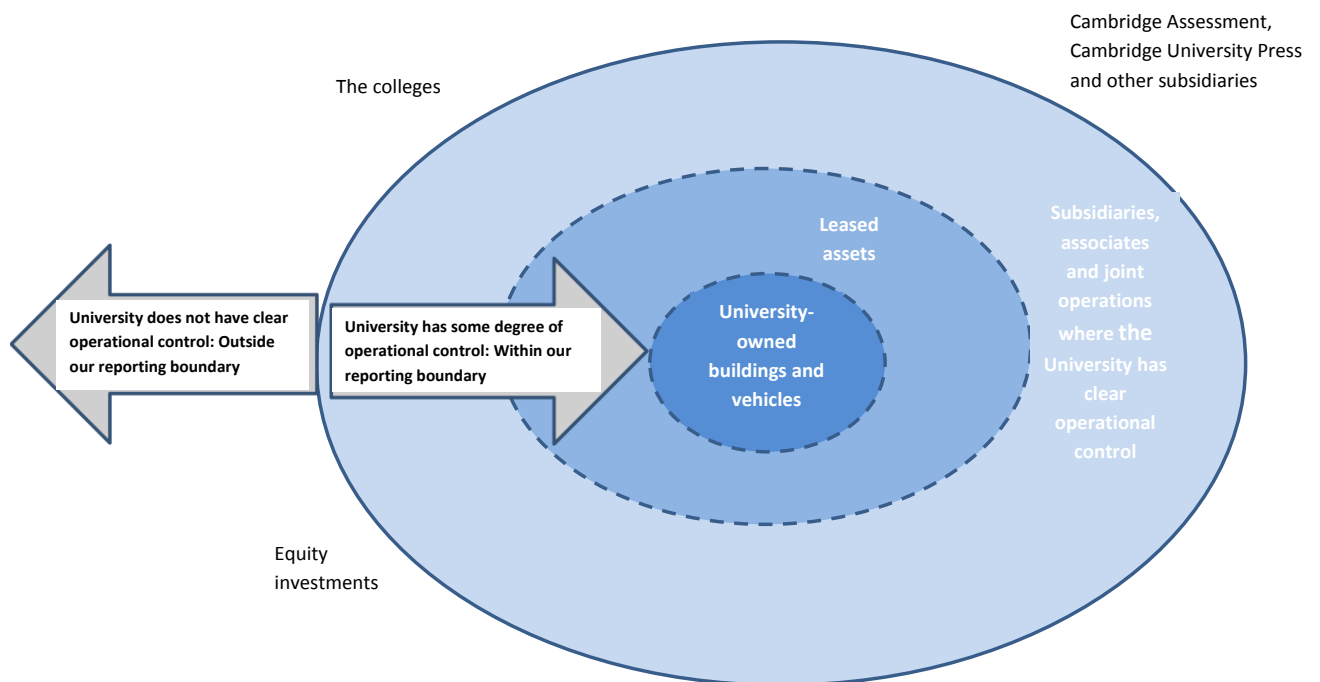 Cambridge Assessment,
Cambridge University Press
and other subsidiaries
The colleges
Subsidiaries,
associates
and joint
operations
where the
University has
clear
operational
control
Leased
assets
University-
owned
buildings and
vehicles
University does not have clear
operational control: Outside
our reporting boundary
University has some degree of
operational control: Within our
reporting boundary
Equity
investments